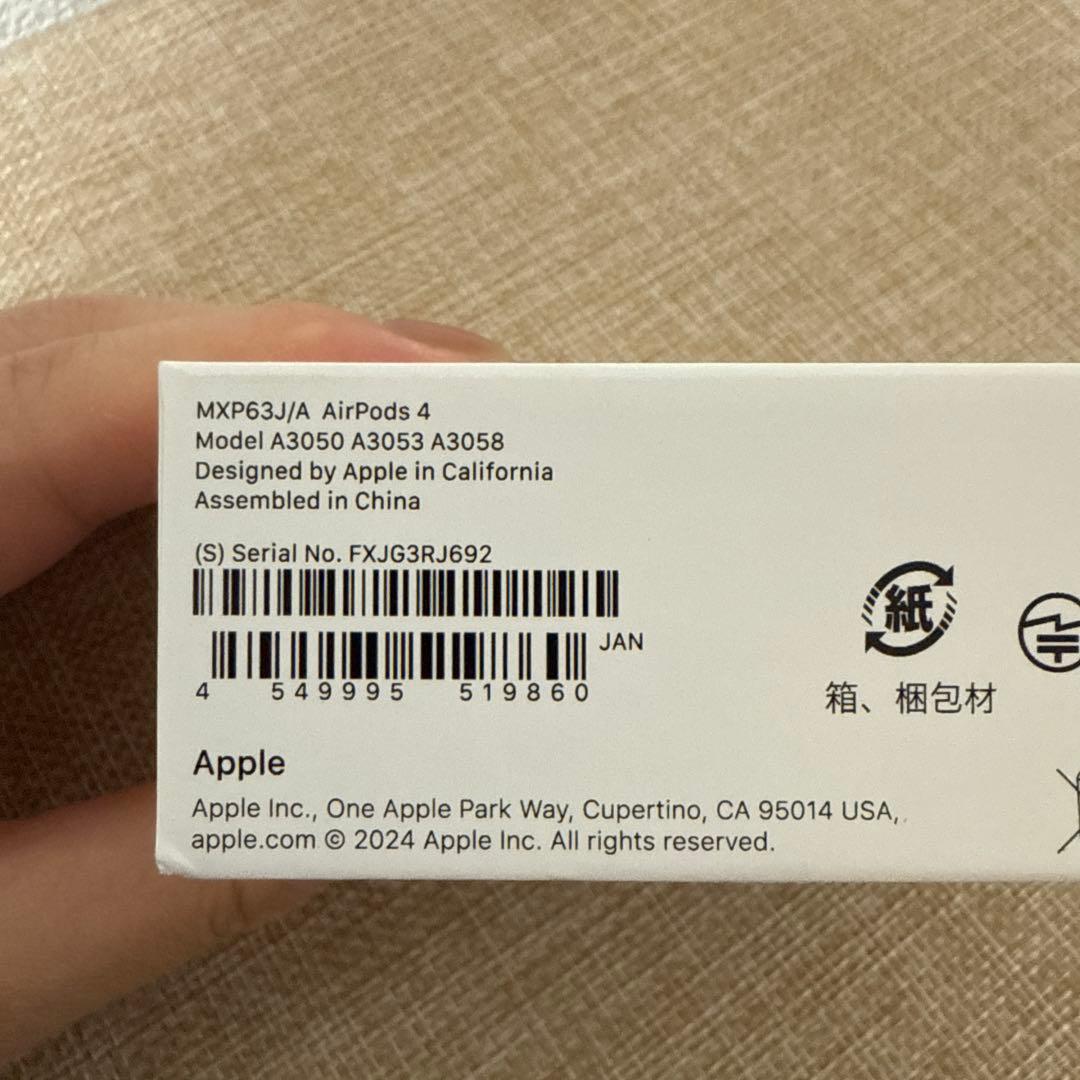 MXP63J/A AirPods 4
Model A3050 A3053 A3058
Designed by Apple in California
Assembled in China
(S) Serial No. FXJG3RJ692
JAN
4 549995 519860
紙
箱、梱包材
Apple
Apple Inc., One Apple Park Way, Cupertino, CA 95014 USA,
apple.com © 2024 Apple Inc. All rights reserved.